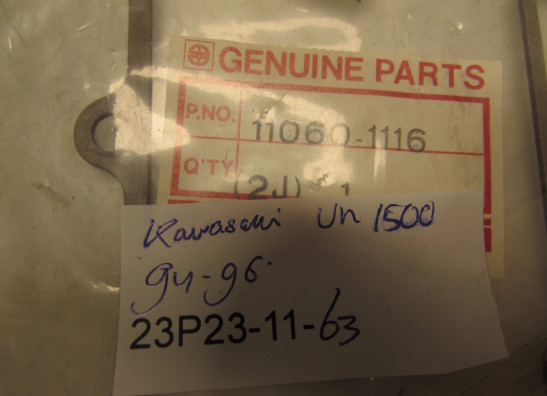 GENUINE PARTS
P.NO. 11060-1116
Q'TY (2J) 1
Kawasaki Vn 1500
94-96.
23P23-11-63